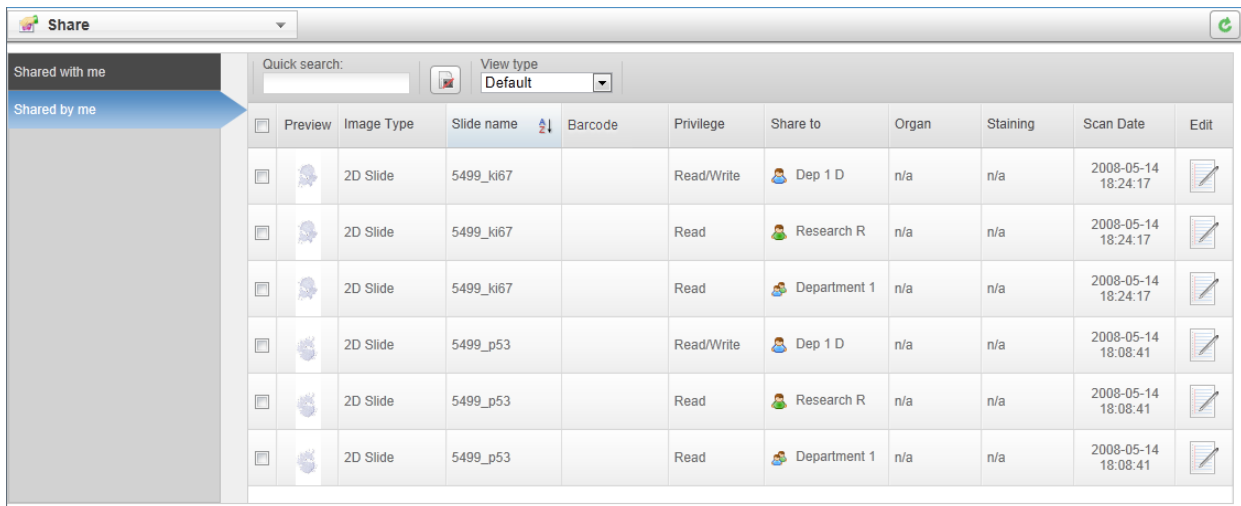 Share
Shared with me
Shared by me
Quick search:
View type
Default
Preview Image Type Slide name Barcode Privilege Share to Organ Staining Scan Date Edit
2D Slide 5499_ki67 Read/Write Dep 1 D n/a n/a 2008-05-14 18:24:17
2D Slide 5499_ki67 Read Research R n/a n/a 2008-05-14 18:24:17
2D Slide 5499_ki67 Read Department 1 n/a n/a 2008-05-14 18:24:17
2D Slide 5499_p53 Read/Write Dep 1 D n/a n/a 2008-05-14 18:08:41
2D Slide 5499_p53 Read Research R n/a n/a 2008-05-14 18:08:41
2D Slide 5499_p53 Read Department 1 n/a n/a 2008-05-14 18:08:41